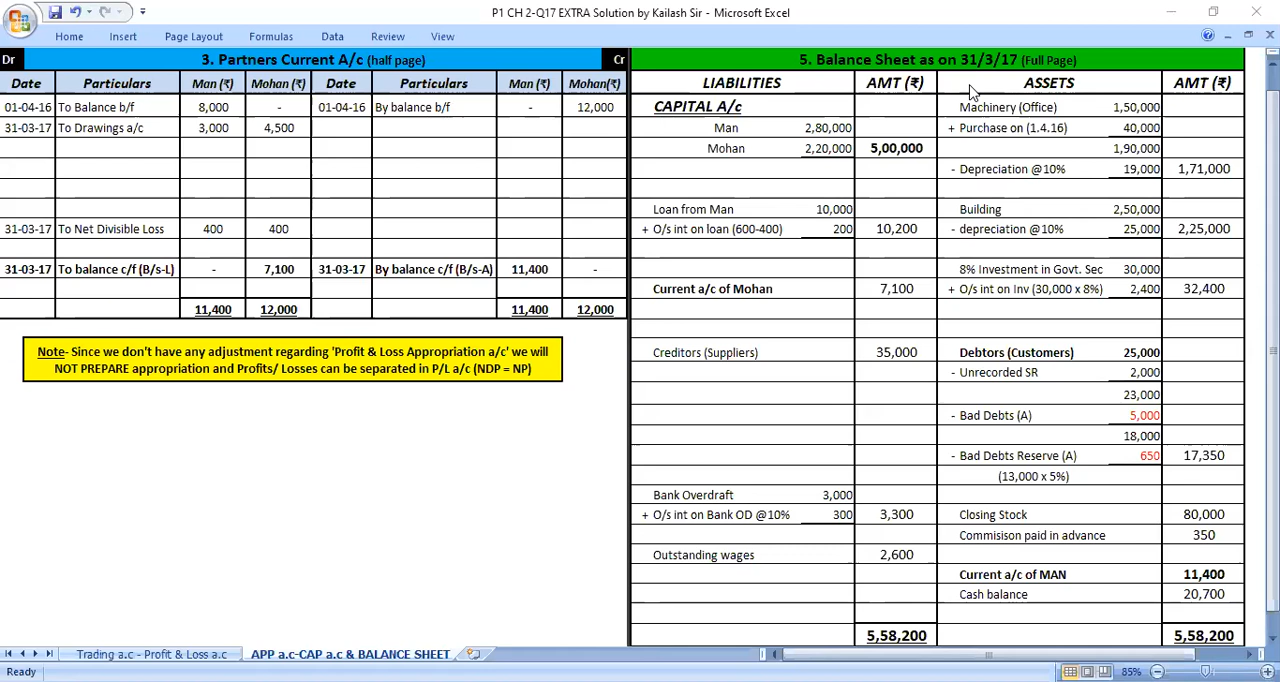 P1 CH 2-Q17 EXTRA Solution by Kailash Sir - Microsoft Excel
Home Insert Page Layout Formulas Data Review View
Dr 3. Partners Current A/c (half page) Cr
Date Particulars Man (₹) Mohan (₹) Date Particulars Man (₹) Mohan(₹)
01-04-16 To Balance b/f 8,000 - 01-04-16 By balance b/f - 12,000
31-03-17 To Drawings a/c 3,000 4,500
31-03-17 To Net Divisible Loss 400 400
31-03-17 To balance c/f (B/s-L) - 7,100 31-03-17 By balance c/f (B/s-A) 11,400 -
11,400 12,000 11,400 12,000
Note- Since we don't have any adjustment regarding 'Profit & Loss Appropriation a/c' we will
NOT PREPARE appropriation and Profits/ Losses can be separated in P/L a/c (NDP = NP)
5. Balance Sheet as on 31/3/17 (Full Page)
LIABILITIES AMT (₹) ASSETS AMT (₹)
CAPITAL A/c Machinery (Office) 1,50,000
Man 2,80,000 + Purchase on (1.4.16) 40,000
Mohan 2,20,000 5,00,000 1,90,000
- Depreciation @10% 19,000 1,71,000
Loan from Man 10,000 Building 2,50,000
+ O/s int on loan (600-400) 200 10,200 - depreciation @10% 25,000 2,25,000
8% Investment in Govt. Sec 30,000
Current a/c of Mohan 7,100 + O/s int on Inv (30,000 x 8%) 2,400 32,400
Creditors (Suppliers) 35,000 Debtors (Customers) 25,000
- Unrecorded SR 2,000
23,000
- Bad Debts (A) 5,000
18,000
- Bad Debts Reserve (A) 650 17,350
(13,000 x 5%)
Bank Overdraft 3,000
+ O/s int on Bank OD @10% 300 3,300 Closing Stock 80,000
Commisison paid in advance 350
Outstanding wages 2,600
Current a/c of MAN 11,400
Cash balance 20,700
5,58,200 5,58,200
Trading a.c - Profit & Loss a.c APP a.c-CAP a.c & BALANCE SHEET
Ready 85%